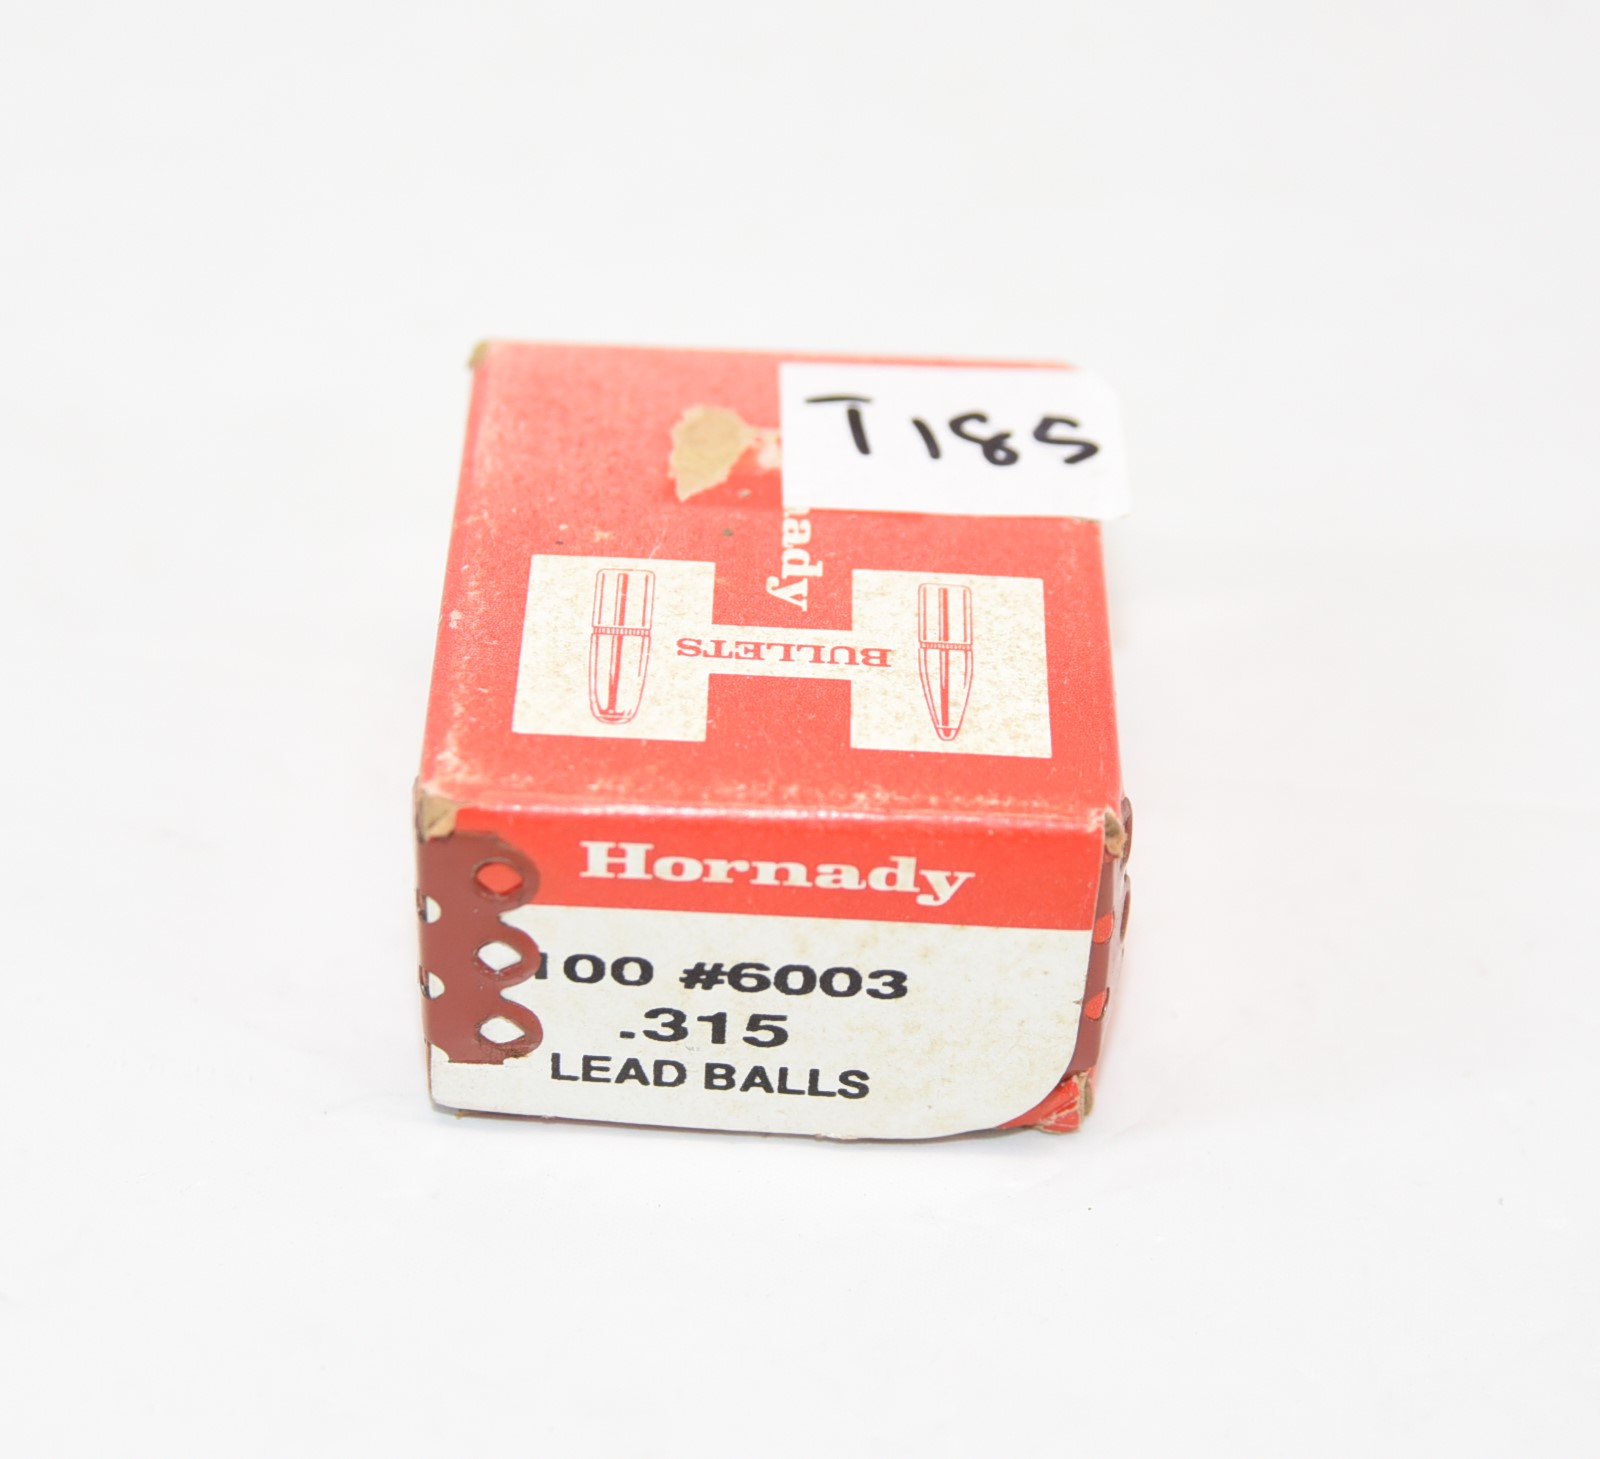 T185
ady
BULLETS
Hornady
100 #6003
.315
LEAD BALLS